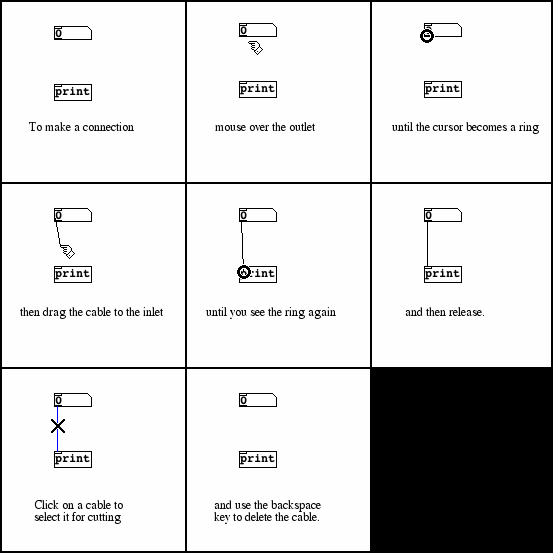 0
print
To make a connection
0
print
mouse over the outlet
0
print
until the cursor becomes a ring
0
print
then drag the cable to the inlet
0
print
until you see the ring again
0
print
and then release.
0
print
Click on a cable to
select it for cutting
0
print
and use the backspace
key to delete the cable.